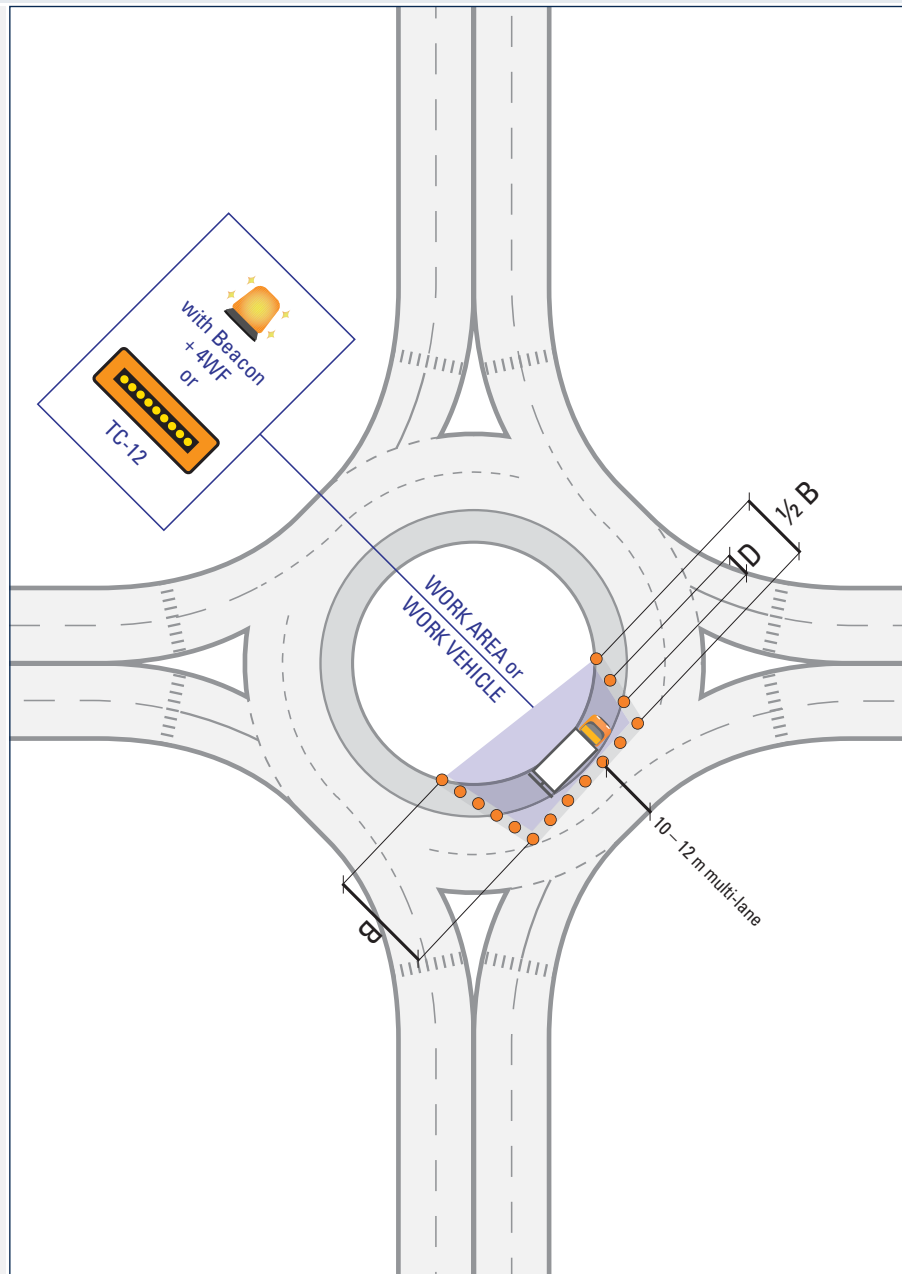 with Beacon
+ 4WF
or
TC-12
WORK AREA or
WORK VEHICLE
½ B
D
10 – 12 m multi-lane
B